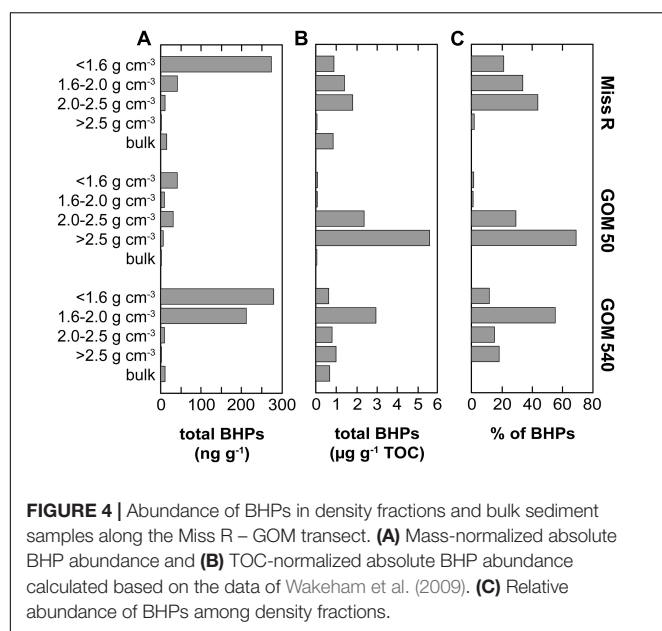 A
B
C
<1.6 g cm-3
1.6-2.0 g cm-3
2.0-2.5 g cm-3
>2.5 g cm-3
bulk
Miss R
<1.6 g cm-3
1.6-2.0 g cm-3
2.0-2.5 g cm-3
>2.5 g cm-3
bulk
GOM 50
<1.6 g cm-3
1.6-2.0 g cm-3
2.0-2.5 g cm-3
>2.5 g cm-3
bulk
GOM 540
0 100 200 300
0 1 2 3 4 5 6
0 20 40 60 80
total BHPs
(ng g-1)
total BHPs
(µg g-1 TOC)
% of BHPs
FIGURE 4 | Abundance of BHPs in density fractions and bulk sediment
samples along the Miss R – GOM transect. (A) Mass-normalized absolute
BHP abundance and (B) TOC-normalized absolute BHP abundance
calculated based on the data of Wakeham et al. (2009). (C) Relative
abundance of BHPs among density fractions.